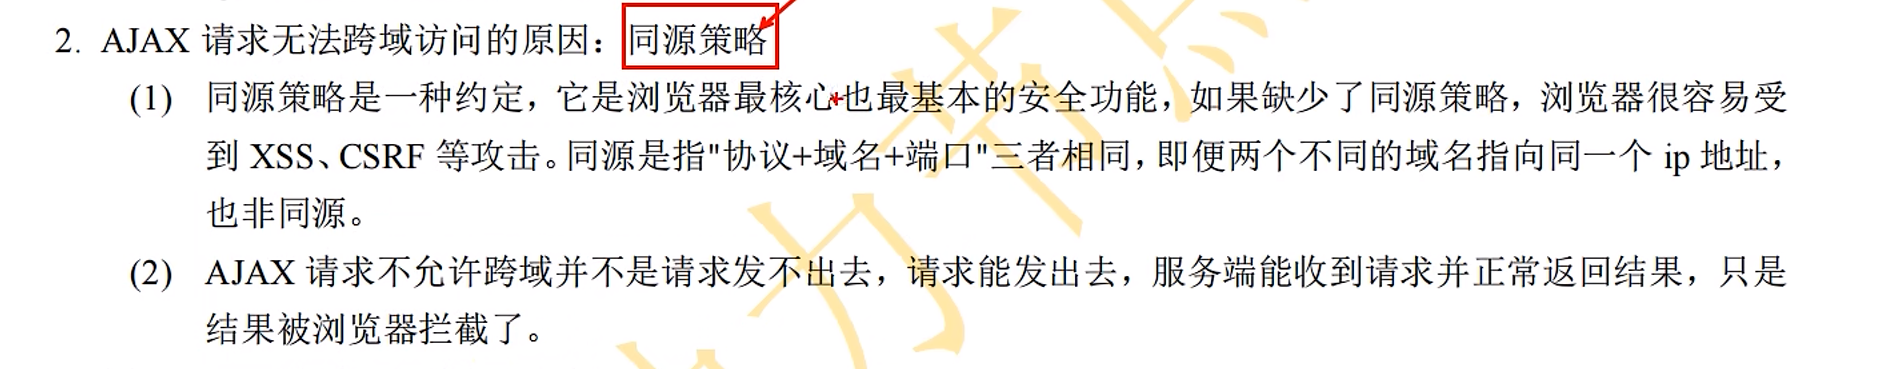 2. AJAX 请求无法跨域访问的原因：同源策略
(1) 同源策略是一种约定，它是浏览器最核心也最基本的安全功能，如果缺少了同源策略，浏览器很容易受
到 XSS、CSRF 等攻击。同源是指"协议+域名+端口"三者相同，即便两个不同的域名指向同一个 ip 地址，
也非同源。
(2) AJAX 请求不允许跨域并不是请求发不出去，请求能发出去，服务端能收到请求并正常返回结果，只是
结果被浏览器拦截了。